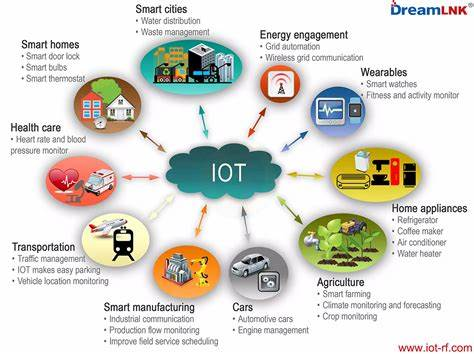 DreamLNK®
Smart cities
• Water distribution
• Waste management
Energy engagement
• Grid automation
• Wireless grid communication
Smart homes
• Smart door lock
• Smart bulbs
• Smart thermostat
Wearables
• Smart watches
• Fitness and activity monitor
Health care
• Heart rate and blood
pressure monitor
IOT
Home appliances
• Refrigerator
• Coffee maker
• Air conditioner
• Water heater
Transportation
• Traffic management
• IOT makes easy parking
• Vehicle location monitoring
Agriculture
• Smart farming
• Climate monitoring and forecasting
• Crop monitoring
Smart manufacturing
• Industrial communication
• Production flow monitoring
• Improve field service scheduling
Cars
• Automotive cars
• Engine management
www.iot-rf.com